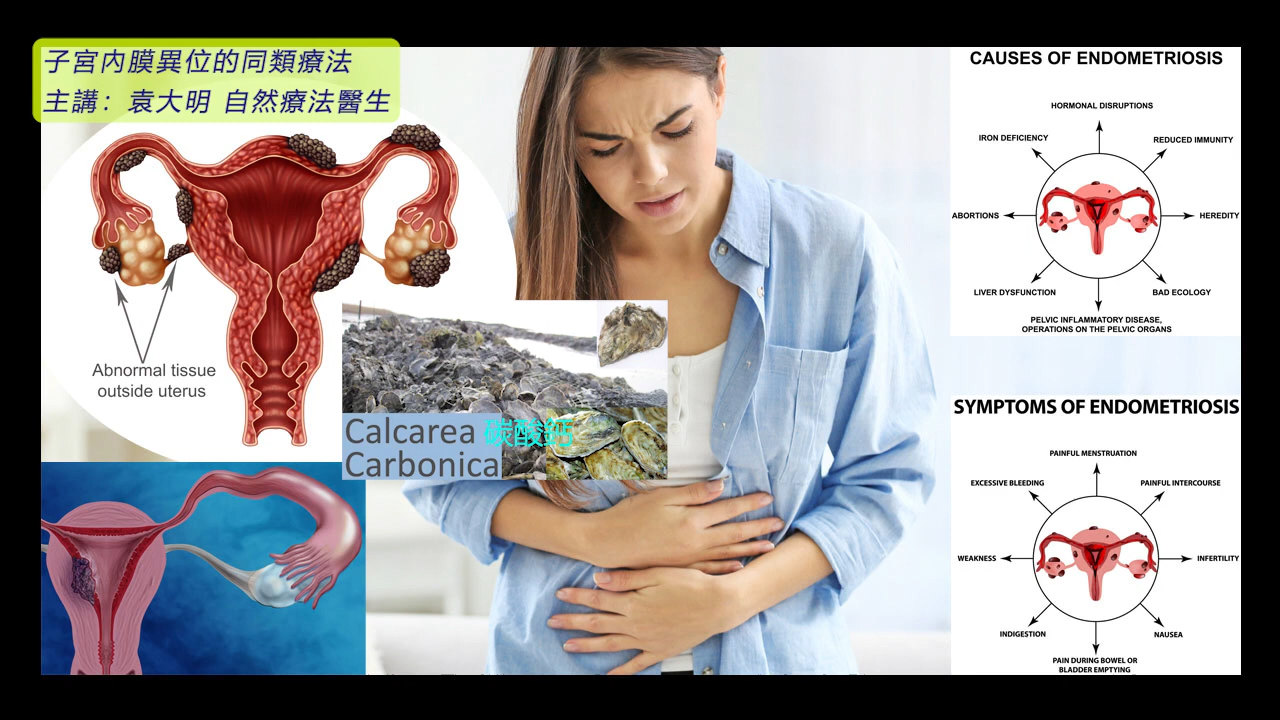 子宮內膜異位的同類療法
主講：袁大明 自然療法醫生
Abnormal tissue
outside uterus
Calcarea 碳酸鈣
Carbonica
CAUSES OF ENDOMETRIOSIS
HORMONAL DISRUPTIONS
IRON DEFICIENCY
REDUCED IMMUNITY
ABORTIONS
HEREDITY
LIVER DYSFUNCTION
BAD ECOLOGY
PELVIC INFLAMMATORY DISEASE,
OPERATIONS ON THE PELVIC ORGANS
SYMPTOMS OF ENDOMETRIOSIS
PAINFUL MENSTRUATION
EXCESSIVE BLEEDING
PAINFUL INTERCOURSE
WEAKNESS
INFERTILITY
INDIGESTION
NAUSEA
PAIN DURING BOWEL OR
BLADDER EMPTYING